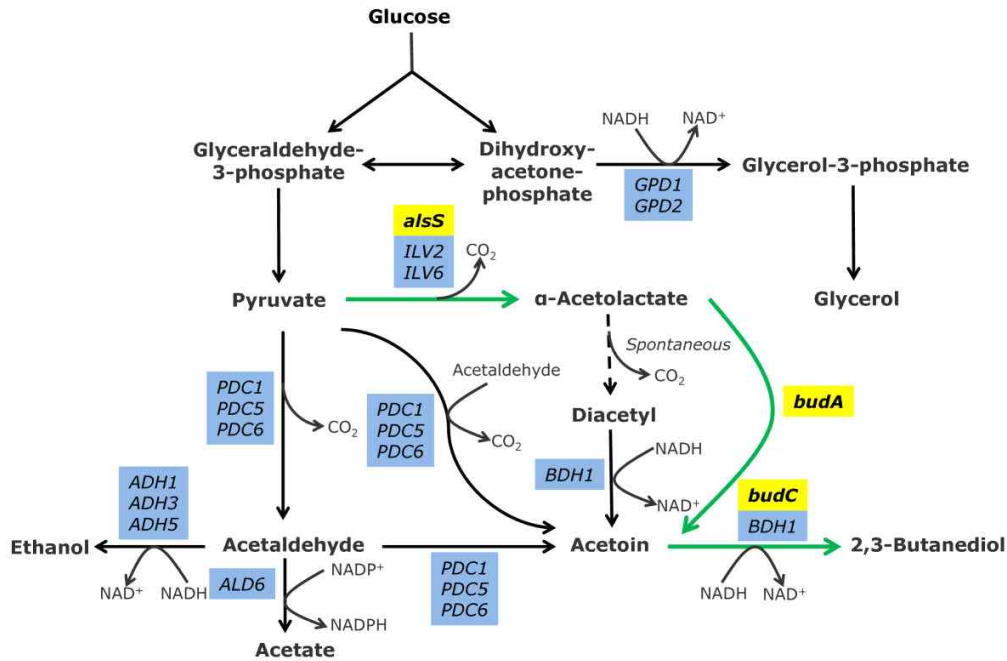 Glucose
NADH
NAD⁺
Glyceraldehyde-
3-phosphate
Dihydroxy-
acetone-
phosphate
Glycerol-3-phosphate
GPD1
GPD2
alsS
ILV2
ILV6
CO₂
Pyruvate
α-Acetolactate
Glycerol
Spontaneous
CO₂
Acetaldehyde
PDC1
PDC5
PDC6
CO₂
PDC1
PDC5
PDC6
CO₂
Diacetyl
budA
BDH1
NADH
NAD⁺
ADH1
ADH3
ADH5
budC
BDH1
Ethanol
Acetaldehyde
Acetoin
2,3-Butanediol
NAD⁺
NADH
ALD6
NADP⁺
NADPH
PDC1
PDC5
PDC6
NADH
NAD⁺
Acetate